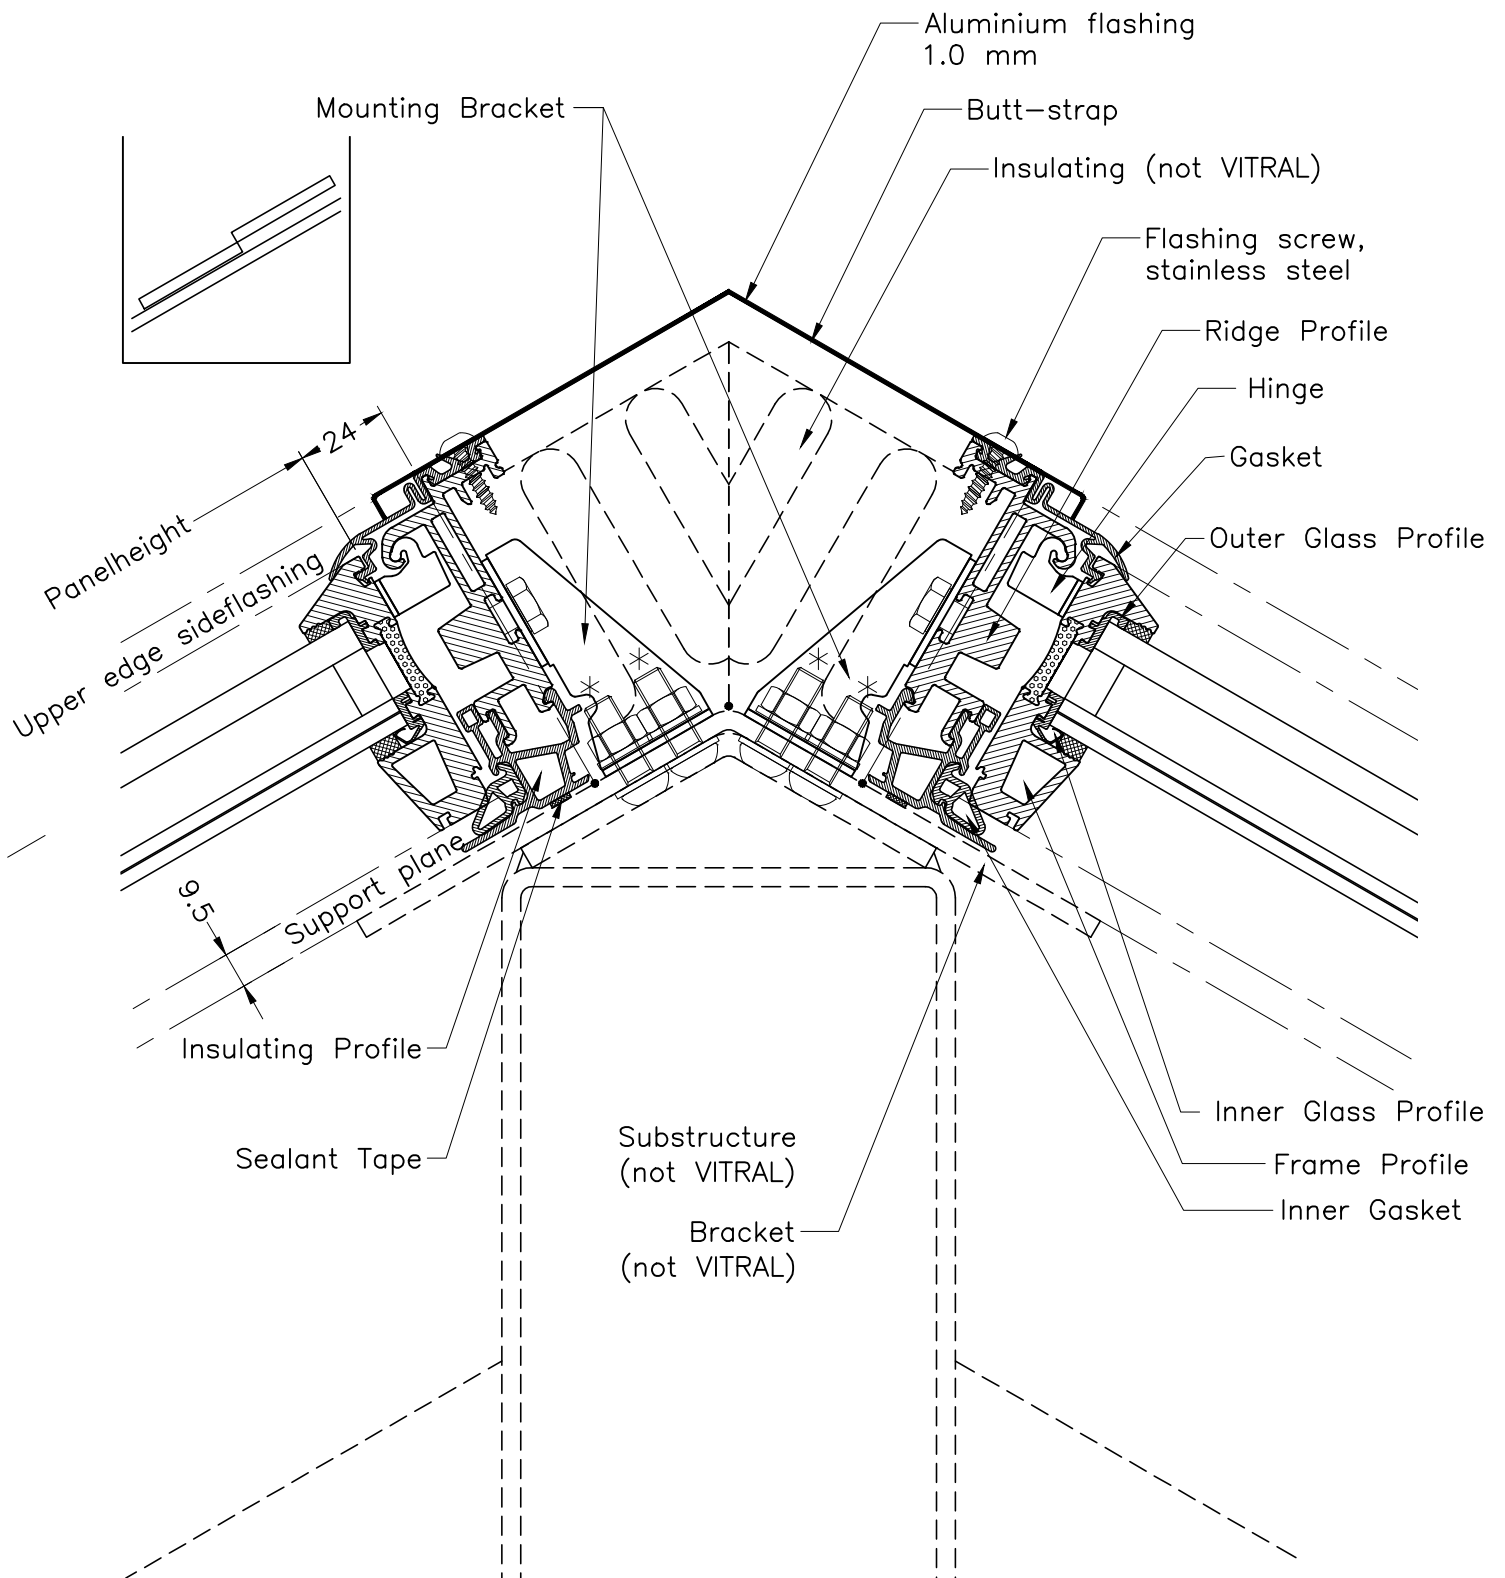 Aluminium flashing
1.0 mm
Mounting Bracket
Butt-strap
Insulating (not VITRAL)
Flashing screw,
stainless steel
Ridge Profile
Hinge
24
Gasket
Panelheight
Outer Glass Profile
Upper edge sideflashing
Support plane
9.5
Insulating Profile
Inner Glass Profile
Substructure
(not VITRAL)
Sealant Tape
Frame Profile
Inner Gasket
Bracket
(not VITRAL)